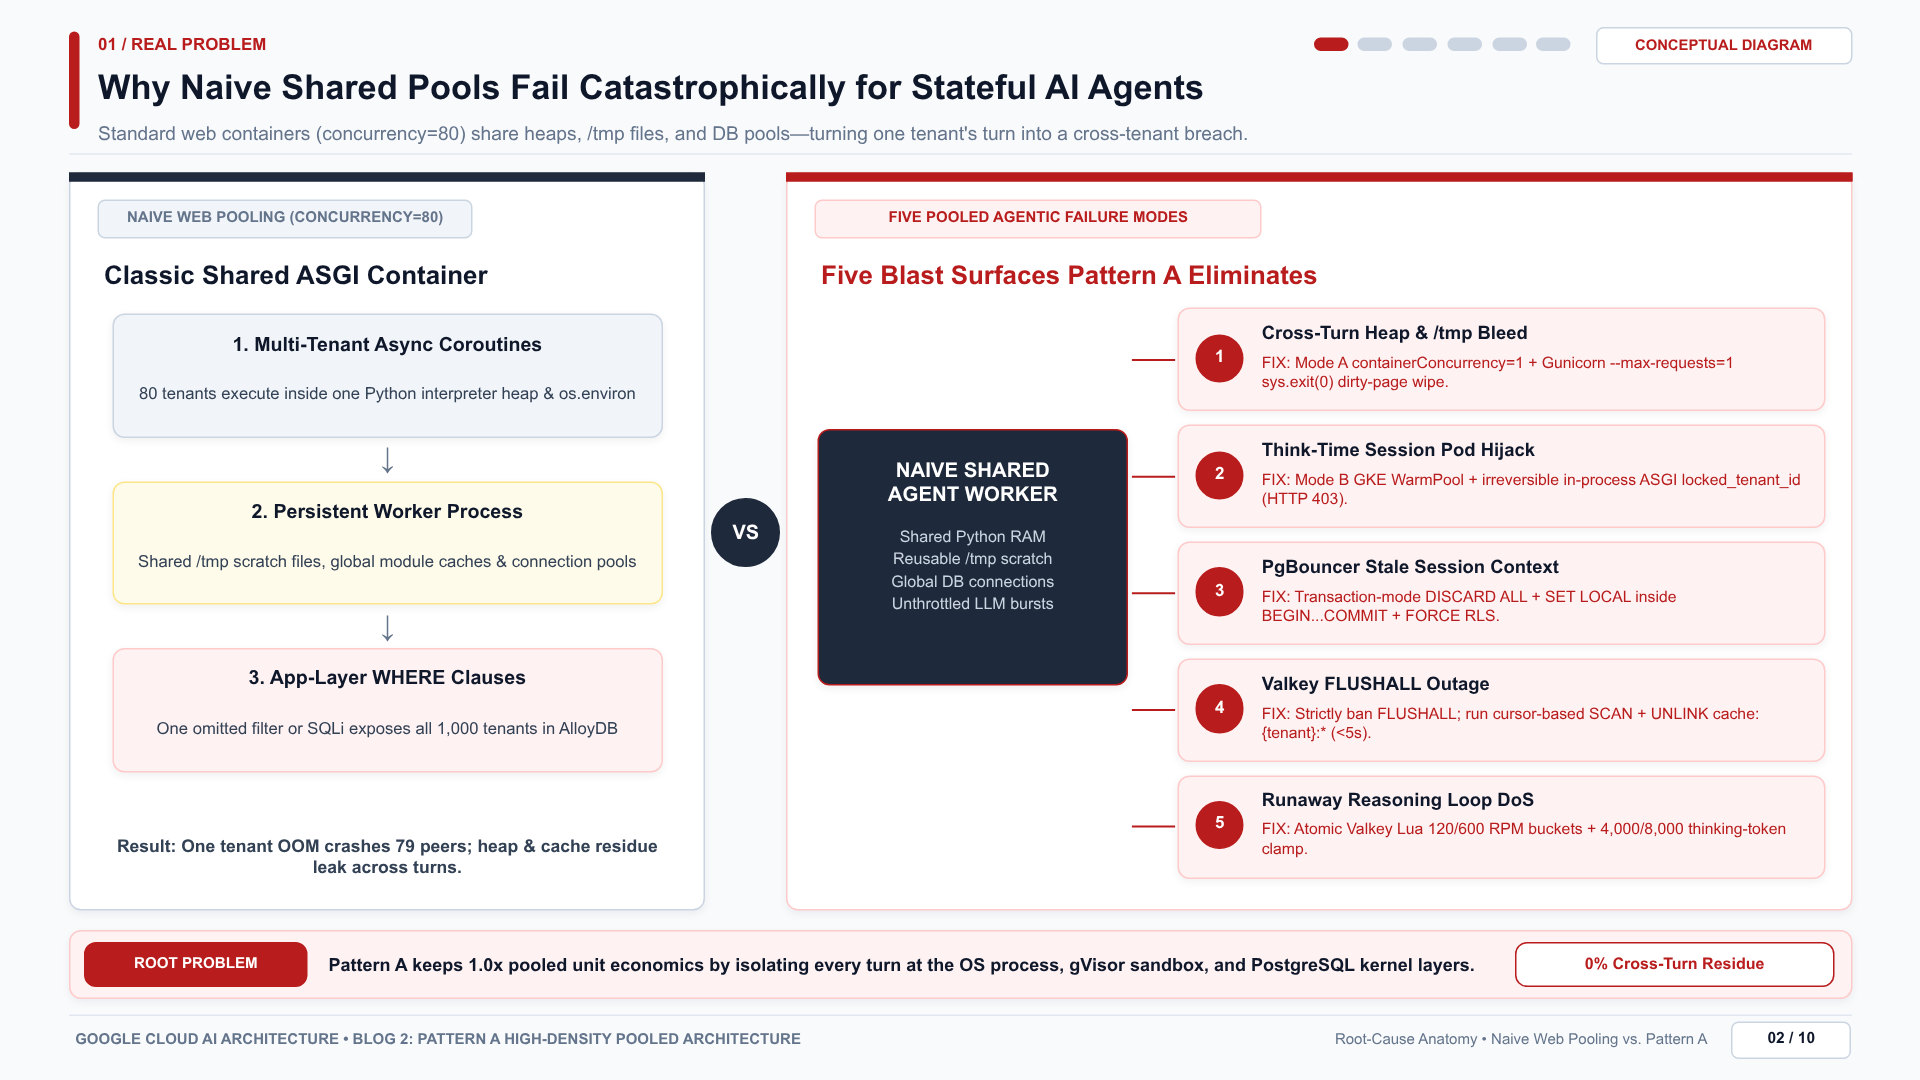 01 / REAL PROBLEM
CONCEPTUAL DIAGRAM
Why Naive Shared Pools Fail Catastrophically for Stateful AI Agents
Standard web containers (concurrency=80) share heaps, /tmp files, and DB pools—turning one tenant's turn into a cross-tenant breach.
NAIVE WEB POOLING (CONCURRENCY=80)
Classic Shared ASGI Container
1. Multi-Tenant Async Coroutines
80 tenants execute inside one Python interpreter heap & os.environ
↓
2. Persistent Worker Process
Shared /tmp scratch files, global module caches & connection pools
↓
3. App-Layer WHERE Clauses
One omitted filter or SQLi exposes all 1,000 tenants in AlloyDB
Result: One tenant OOM crashes 79 peers; heap & cache residue
leak across turns.
VS
FIVE POOLED AGENTIC FAILURE MODES
Five Blast Surfaces Pattern A Eliminates
NAIVE SHARED
AGENT WORKER
Shared Python RAM
Reusable /tmp scratch
Global DB connections
Unthrottled LLM bursts
1
Cross-Turn Heap & /tmp Bleed
FIX: Mode A containerConcurrency=1 + Gunicorn --max-requests=1
sys.exit(0) dirty-page wipe.
2
Think-Time Session Pod Hijack
FIX: Mode B GKE WarmPool + irreversible in-process ASGI locked_tenant_id
(HTTP 403).
3
PgBouncer Stale Session Context
FIX: Transaction-mode DISCARD ALL + SET LOCAL inside
BEGIN...COMMIT + FORCE RLS.
4
Valkey FLUSHALL Outage
FIX: Strictly ban FLUSHALL; run cursor-based SCAN + UNLINK cache:
{tenant}:* (<5s).
5
Runaway Reasoning Loop DoS
FIX: Atomic Valkey Lua 120/600 RPM buckets + 4,000/8,000 thinking-token
clamp.
ROOT PROBLEM
Pattern A keeps 1.0x pooled unit economics by isolating every turn at the OS process, gVisor sandbox, and PostgreSQL kernel layers.
0% Cross-Turn Residue
GOOGLE CLOUD AI ARCHITECTURE • BLOG 2: PATTERN A HIGH-DENSITY POOLED ARCHITECTURE
Root-Cause Anatomy • Naive Web Pooling vs. Pattern A
02 / 10